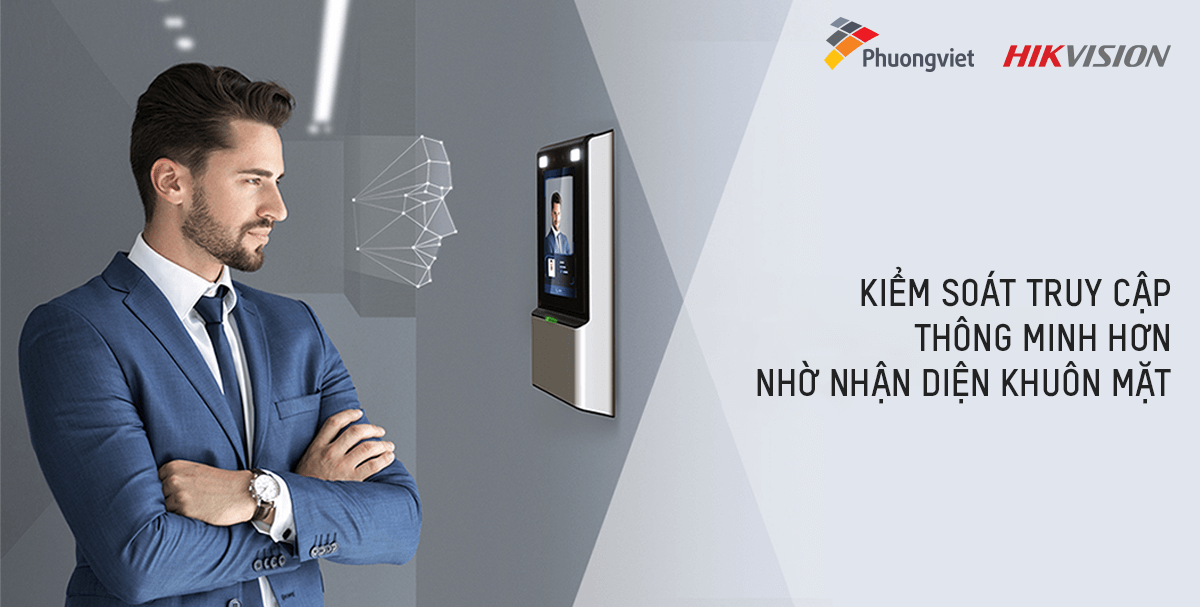 Phuongviet HIKVISION
KIỂM SOÁT TRUY CẬP
THÔNG MINH HƠN
NHỜ NHẬN DIỆN KHUÔN MẶT